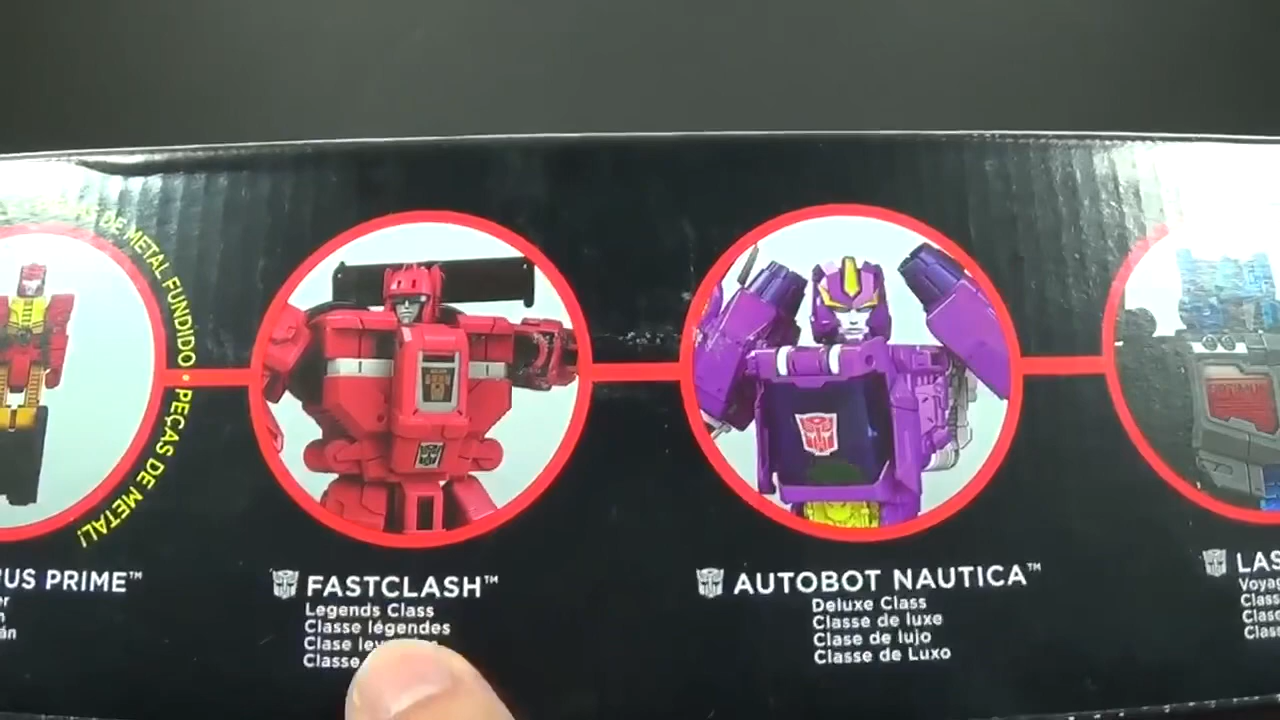 DE METAL FUNDIDO • PEÇAS DE METAL!
US PRIME™
FASTCLASH™
Legends Class
Classe légendes
Clase
Classe
AUTOBOT NAUTICA™
Deluxe Class
Classe de luxe
Clase de lujo
Classe de Luxo
LAS
Voyag
Class
Clase
Class